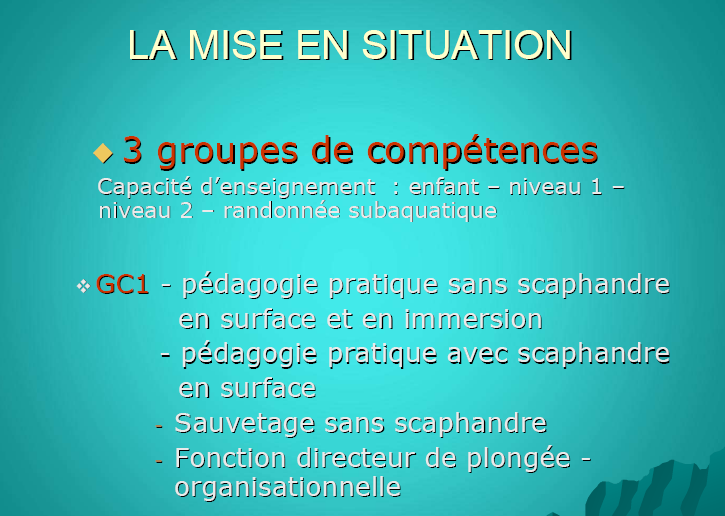 LA MISE EN SITUATION
3 groupes de compétences
Capacité d'enseignement : enfant – niveau 1 –
niveau 2 – randonnée subaquatique
GC1 - pédagogie pratique sans scaphandre
en surface et en immersion
- pédagogie pratique avec scaphandre
en surface
- Sauvetage sans scaphandre
- Fonction directeur de plongée -
organisationnelle